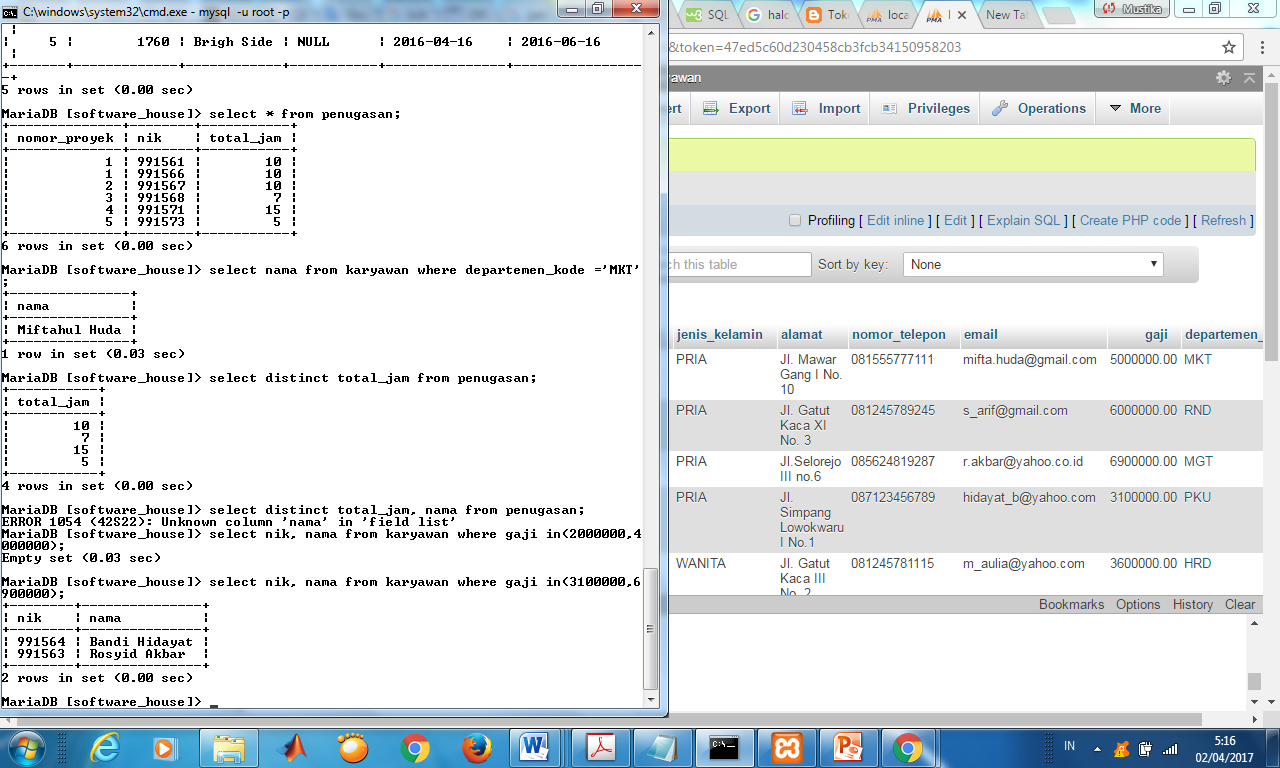 C:\windows\system32\cmd.exe - mysql -u root -p
| 5 | 1760 | Brigh Side | NULL | 2016-04-16 | 2016-06-16
5 rows in set (0.00 sec)
MariaDB [software_house]> select * from penugasan;
| nomor_proyek | nik | total_jam |
| 1 | 991561 | 10 |
| 1 | 991566 | 10 |
| 2 | 991567 | 10 |
| 3 | 991568 | 7 |
| 4 | 991571 | 15 |
| 5 | 991573 | 5 |
6 rows in set (0.00 sec)
MariaDB [software_house]> select nama from karyawan where departemen_kode ='MKT'
;
| nama |
| Miftahul Huda |
1 row in set (0.03 sec)
MariaDB [software_house]> select distinct total_jam from penugasan;
| total_jam |
| 10 |
| 7 |
| 15 |
| 5 |
4 rows in set (0.00 sec)
MariaDB [software_house]> select distinct total_jam, nama from penugasan;
ERROR 1054 (42S22): Unknown column 'nama' in 'field list'
MariaDB [software_house]> select nik, nama from karyawan where gaji in(2000000,4
000000);
Empty set (0.03 sec)
MariaDB [software_house]> select nik, nama from karyawan where gaji in(3100000,6
900000);
| nik | nama |
| 991564 | Bandi Hidayat |
| 991563 | Rosyid Akbar |
2 rows in set (0.00 sec)
MariaDB [software_house]>
SQL halo Tok loca New Tal Mustika
&token=47ed5c60d230458cb3fcb34150958203
yawan
ert Export Import Privileges Operations More
Profiling [ Edit inline ] [ Edit ] [ Explain SQL ] [ Create PHP code ] [ Refresh ]
ch this table Sort by key: None
jenis_kelamin alamat nomor_telepon email gaji departemen_
PRIA Jl. Mawar 081555777111 mifta.huda@gmail.com 5000000.00 MKT
Gang I No.
10
PRIA Jl. Gatut 081245789245 s_arif@gmail.com 6000000.00 RND
Kaca XI
No. 3
PRIA Jl.Selorejo 085624819287 r.akbar@yahoo.co.id 6900000.00 MGT
III no.6
PRIA Jl. 087123456789 hidayat_b@yahoo.com 3100000.00 PKU
Simpang
Lowokwaru
I No.1
WANITA Jl. Gatut 081245781115 m_aulia@yahoo.com 3600000.00 HRD
Kaca III
No. 2
Bookmarks Options History Clear
IN 5:16
02/04/2017